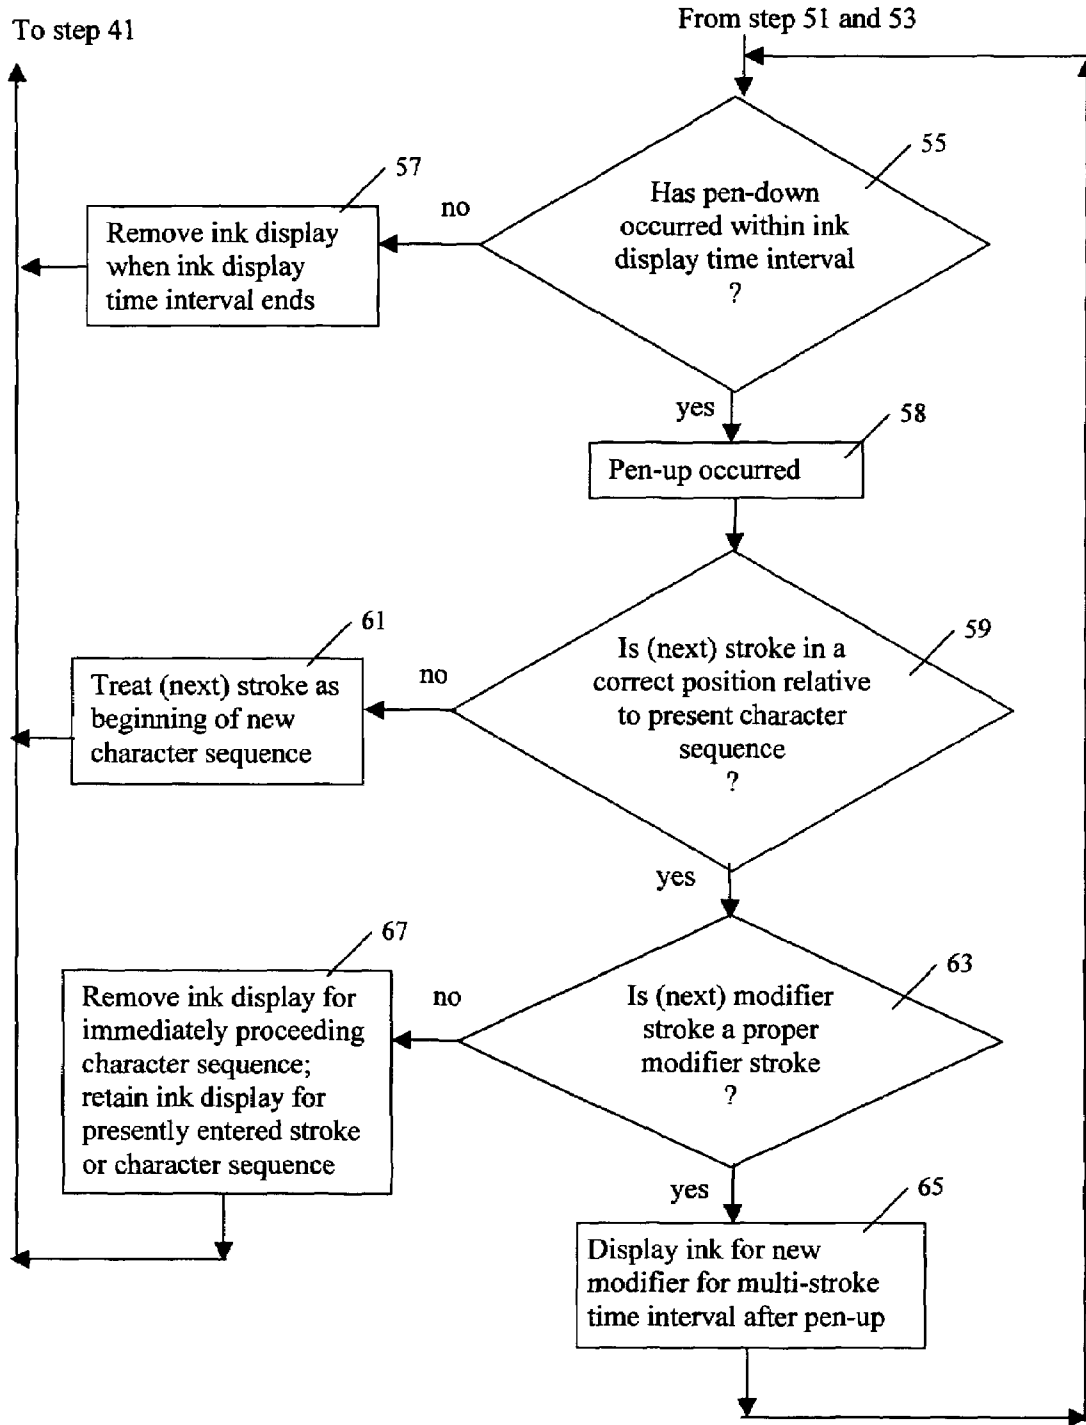 To step 41
From step 51 and 53
55
Has pen-down
occurred within ink
display time interval
?
no
57
Remove ink display
when ink display
time interval ends
yes
58
Pen-up occurred
59
Is (next) stroke in a
correct position relative
to present character
sequence
?
no
61
Treat (next) stroke as
beginning of new
character sequence
yes
63
Is (next) modifier
stroke a proper
modifier stroke
?
no
67
Remove ink display for
immediately proceeding
character sequence;
retain ink display for
presently entered stroke
or character sequence
yes
65
Display ink for new
modifier for multi-stroke
time interval after pen-up